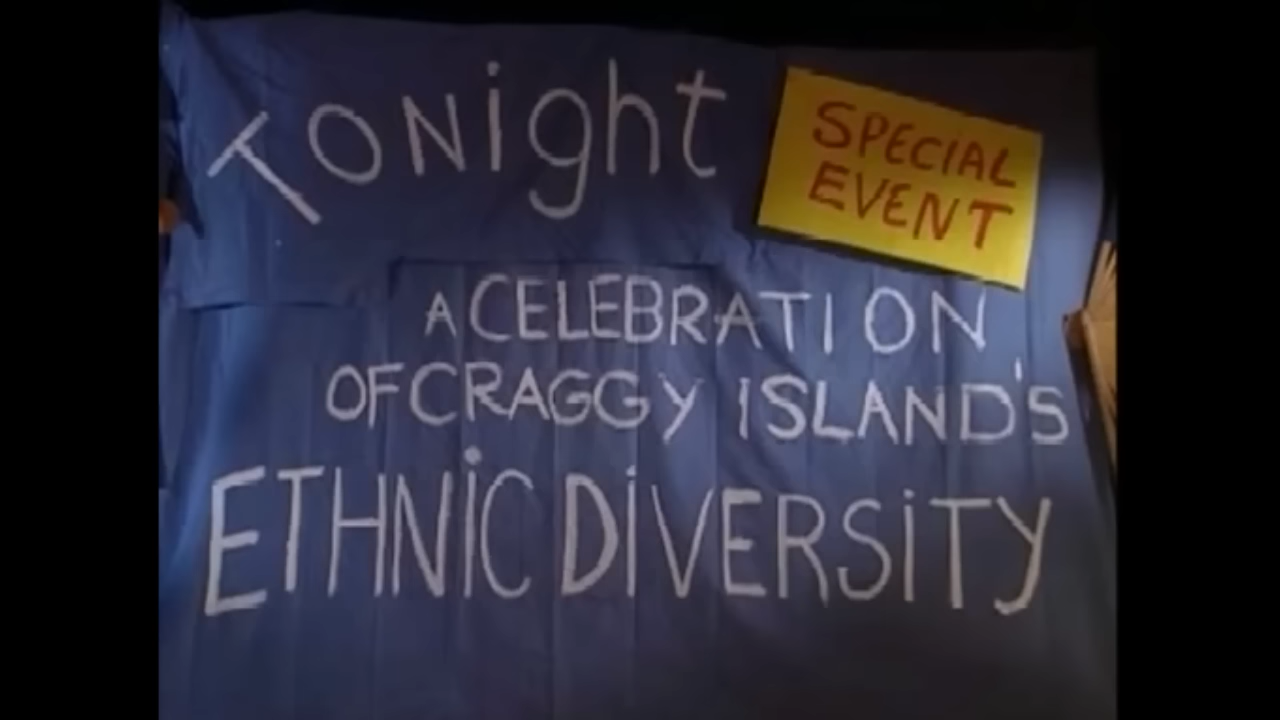 Tonight
SPECIAL
EVENT
A CELEBRATION
OF CRAGGY ISLAND'S
ETHNiC DiVERSiTY